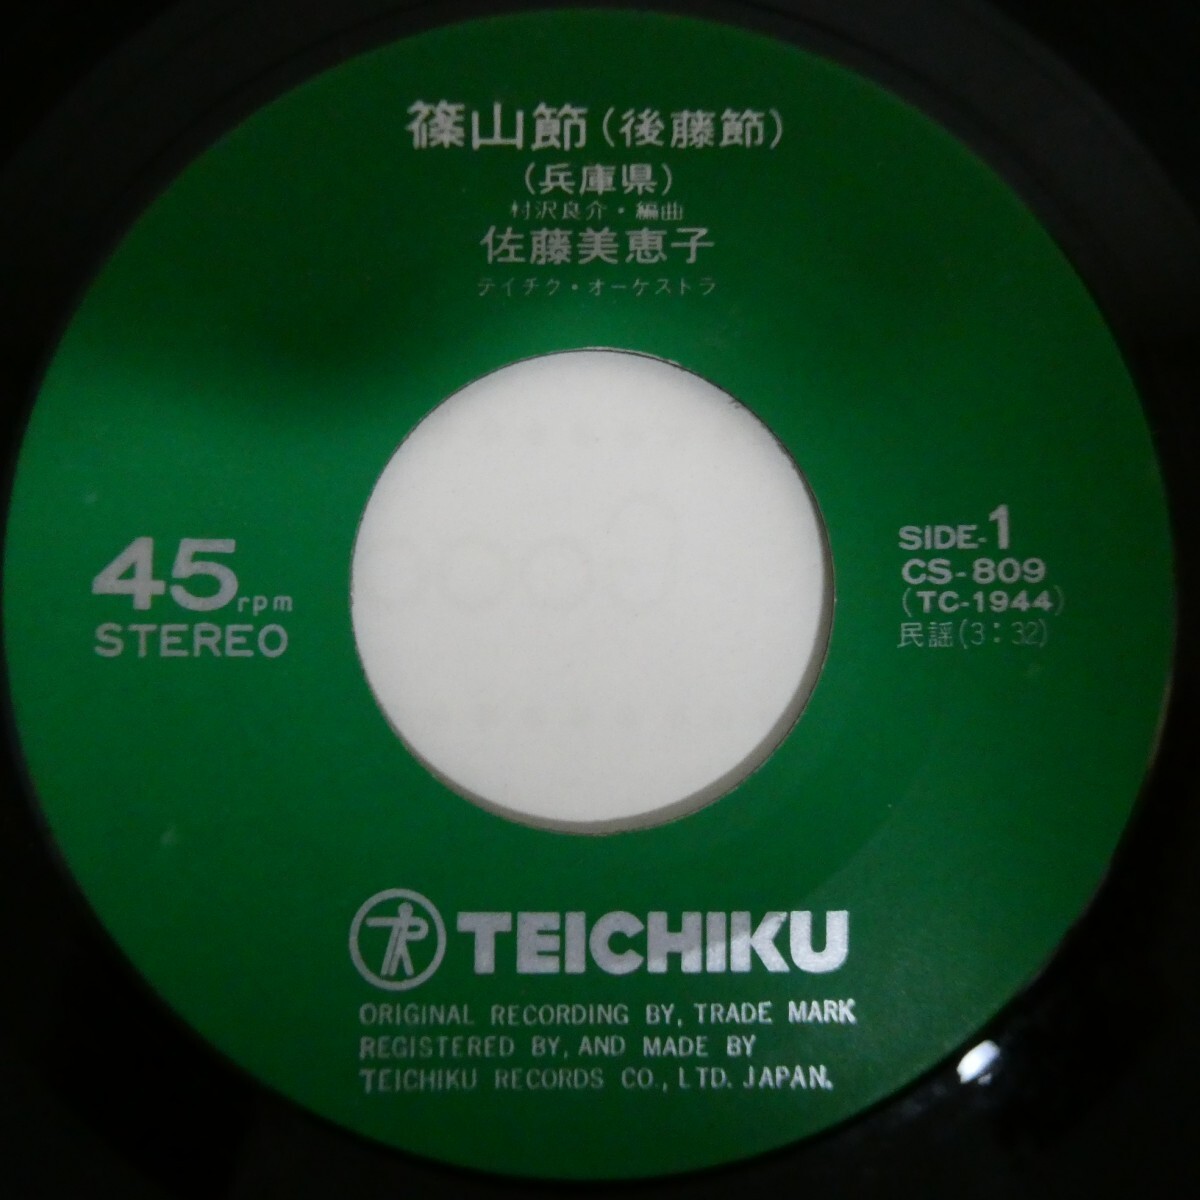 篠山節(後藤節)
(兵庫県)
村沢良介・編曲
佐藤美恵子
テイチク・オーケストラ
45rpm
STEREO
SIDE-1
CS-809
(TC-1944)
民謡(3:32)
TEICHIKU
ORIGINAL RECORDING BY, TRADE MARK
REGISTERED BY, AND MADE BY
TEICHIKU RECORDS CO., LTD. JAPAN.